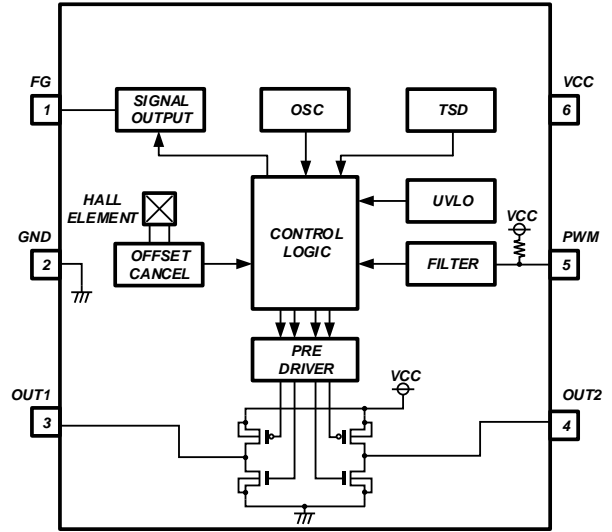 FG
1
SIGNAL
OUTPUT
OSC
TSD
VCC
6
HALL
ELEMENT
CONTROL
LOGIC
UVLO
VCC
GND
2
OFFSET
CANCEL
FILTER
PWM
5
PRE
DRIVER
VCC
OUT1
3
OUT2
4